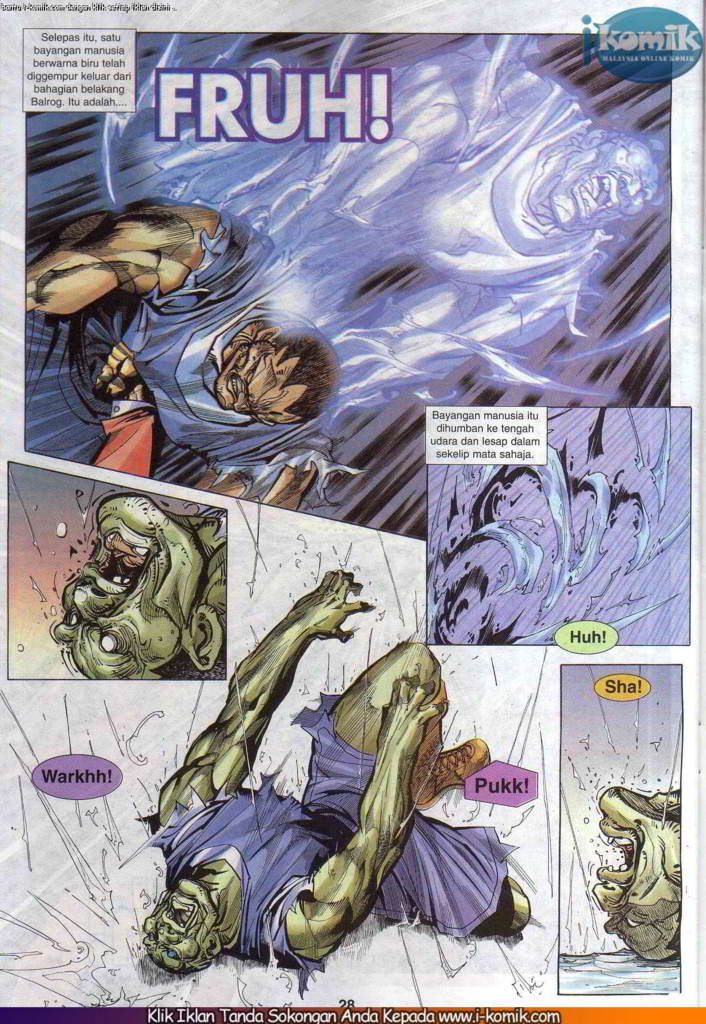 Selepas itu, satu
bayangan manusia
berwarna biru telah
digempur keluar dari
bahagian belakang
Balrog. Itu adalah....
FRUH!
i komik
MALAYSIA ONLINE KOMIK
Bayangan manusia itu
dihumban ke tengah
udara dan lesap dalam
sekelip mata sahaja.
Huh!
Sha!
Warkhh!
Pukk!
28
Klik Iklan Tanda Sokongan Anda Kepada www.i-komik.com